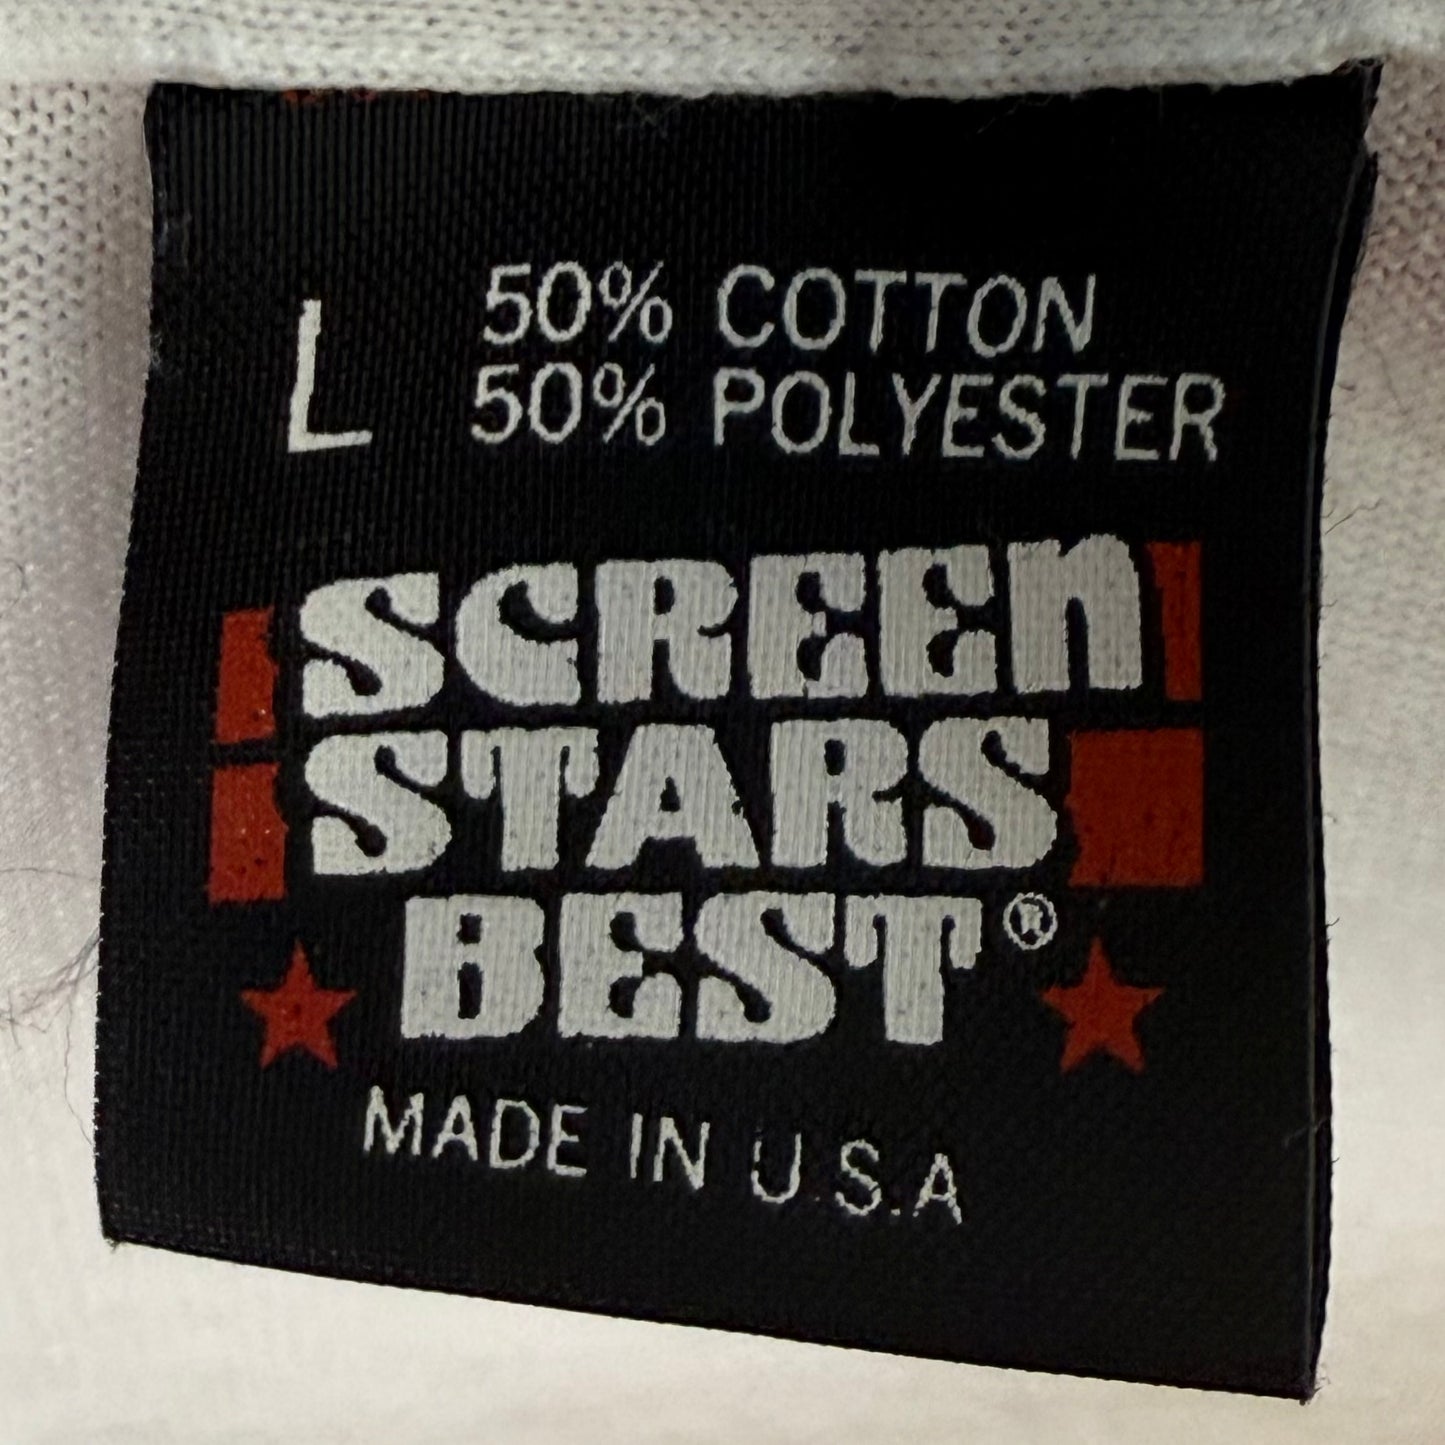 L 50% COTTON
50% POLYESTER
SCREEN
STARS
BEST®
MADE IN U.S.A